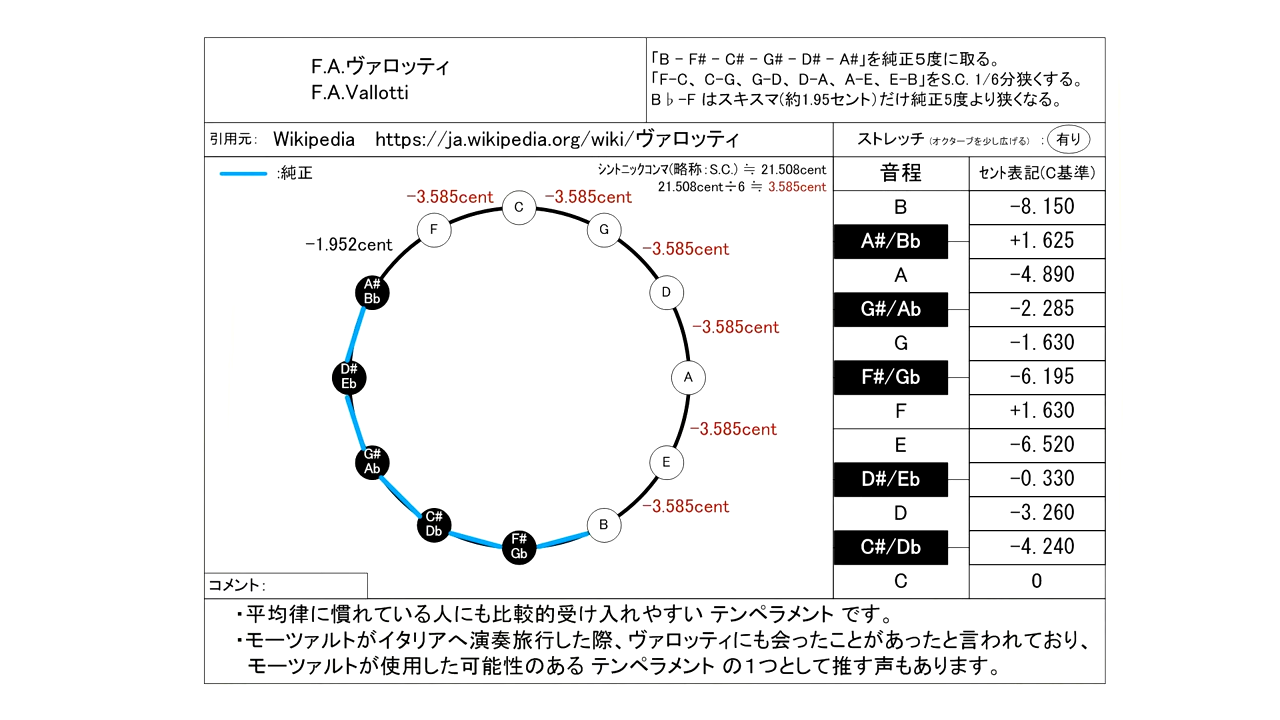 F.A.ヴァロッティ
F.A.Vallotti
「B - F# - C# - G# - D# - A#」を純正5度に取る。
「F-C、C-G、G-D、D-A、A-E、E-B」をS.C. 1/6分狭くする。
B♭-F はスキスマ(約1.95セント)だけ純正5度より狭くなる。
引用元: Wikipedia https://ja.wikipedia.org/wiki/ヴァロッティ
ストレッチ (オクターブを少し広げる) : 有り
:純正
シントニックコンマ(略称:S.C.) ≒ 21.508cent
21.508cent÷6 ≒ 3.585cent
-3.585cent
-3.585cent
C
F
G
-1.952cent
-3.585cent
A#
Bb
D
-3.585cent
D#
Eb
A
-3.585cent
G#
Ab
E
-3.585cent
C#
Db
B
F#
Gb
音程 セント表記(C基準)
B -8.150
A#/Bb +1.625
A -4.890
G#/Ab -2.285
G -1.630
F#/Gb -6.195
F +1.630
E -6.520
D#/Eb -0.330
D -3.260
C#/Db -4.240
C 0
コメント:
・平均律に慣れている人にも比較的受け入れやすい テンペラメント です。
・モーツァルトがイタリアへ演奏旅行した際、ヴァロッティにも会ったことがあったと言われており、
モーツァルトが使用した可能性のある テンペラメント の1つとして推す声もあります。